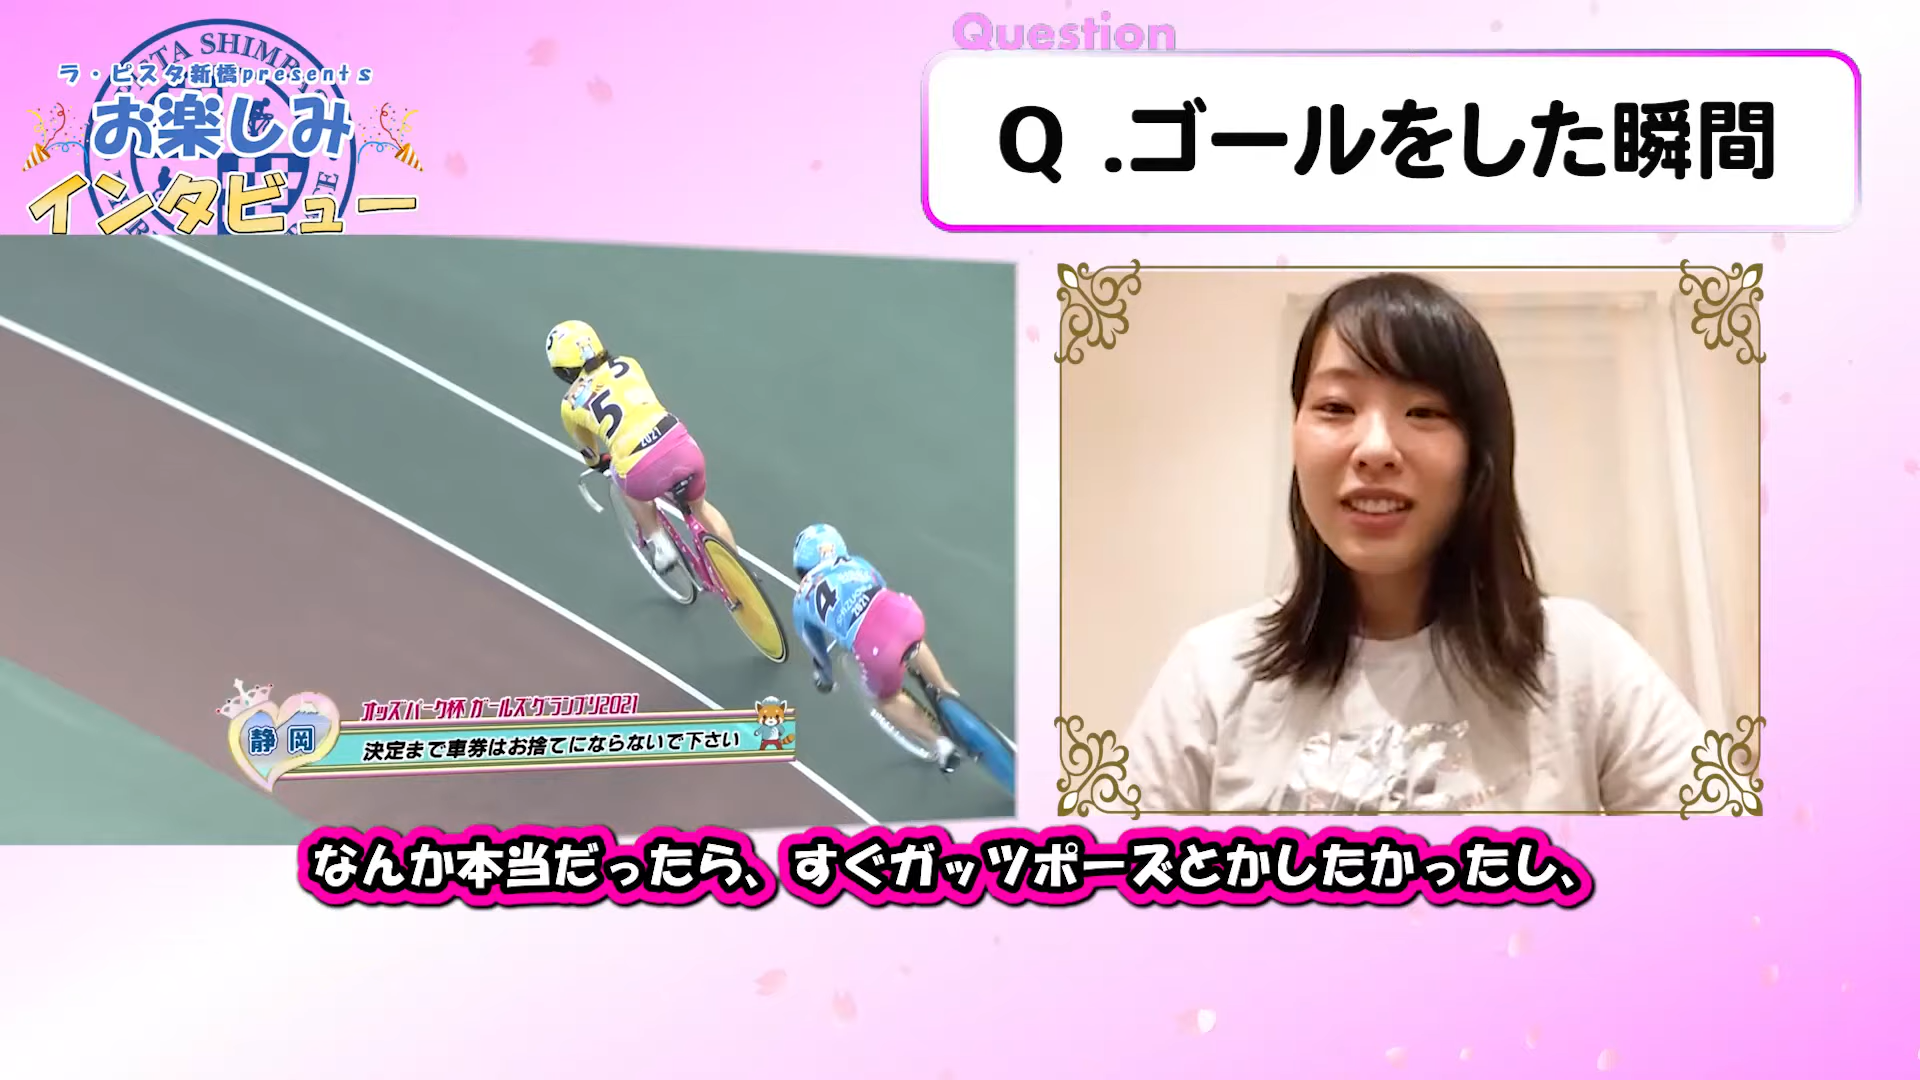 Question
Q .ゴールをした瞬間
ラ・ピスタ新橋presents
お楽しみ
インタビュー
5
5
2021
4
2021
オッズパーク杯 ガールズグランプリ2021
静岡
決定まで車券はお捨てにならないで下さい
なんか本当だったら、すぐガッツポーズとかしたかったし、